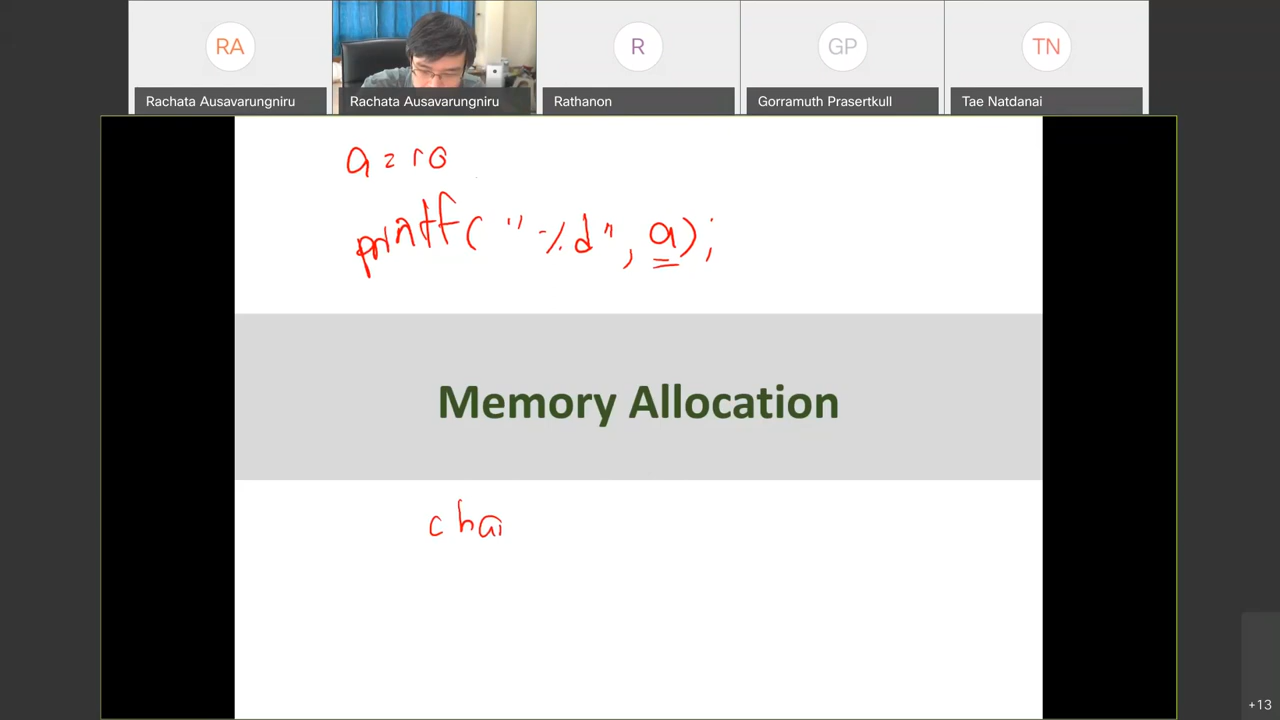 RA R GP TN
Rachata Ausavarungniru Rachata Ausavarungniru Rathanon Gorramuth Prasertkull Tae Natdanai
a = 10
printf( "%d", a);
Memory Allocation
cha
+13